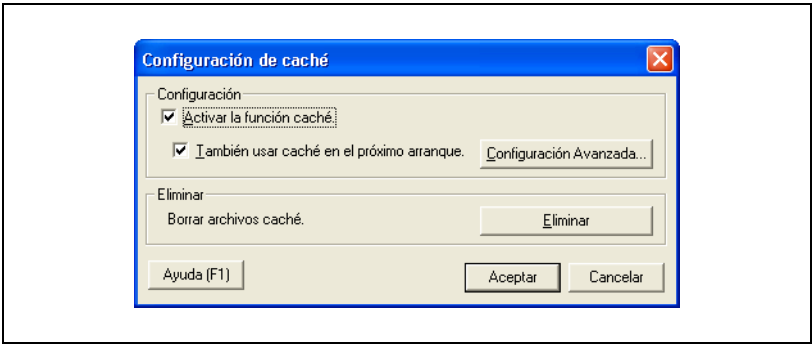 Configuración de caché
Configuración
Activar la función caché.
También usar caché en el próximo arranque.
Configuración Avanzada...
Eliminar
Borrar archivos caché.
Eliminar
Ayuda (F1)
Aceptar
Cancelar